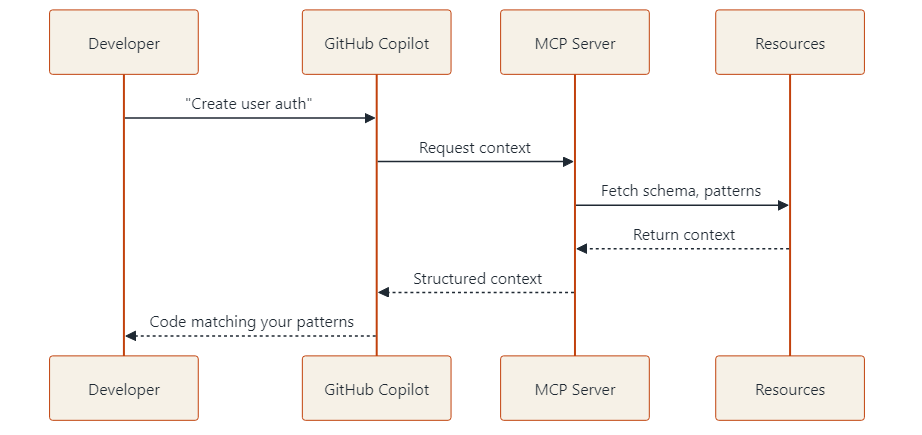 Developer
GitHub Copilot
MCP Server
Resources
"Create user auth"
Request context
Fetch schema, patterns
Return context
Structured context
Code matching your patterns
Developer
GitHub Copilot
MCP Server
Resources